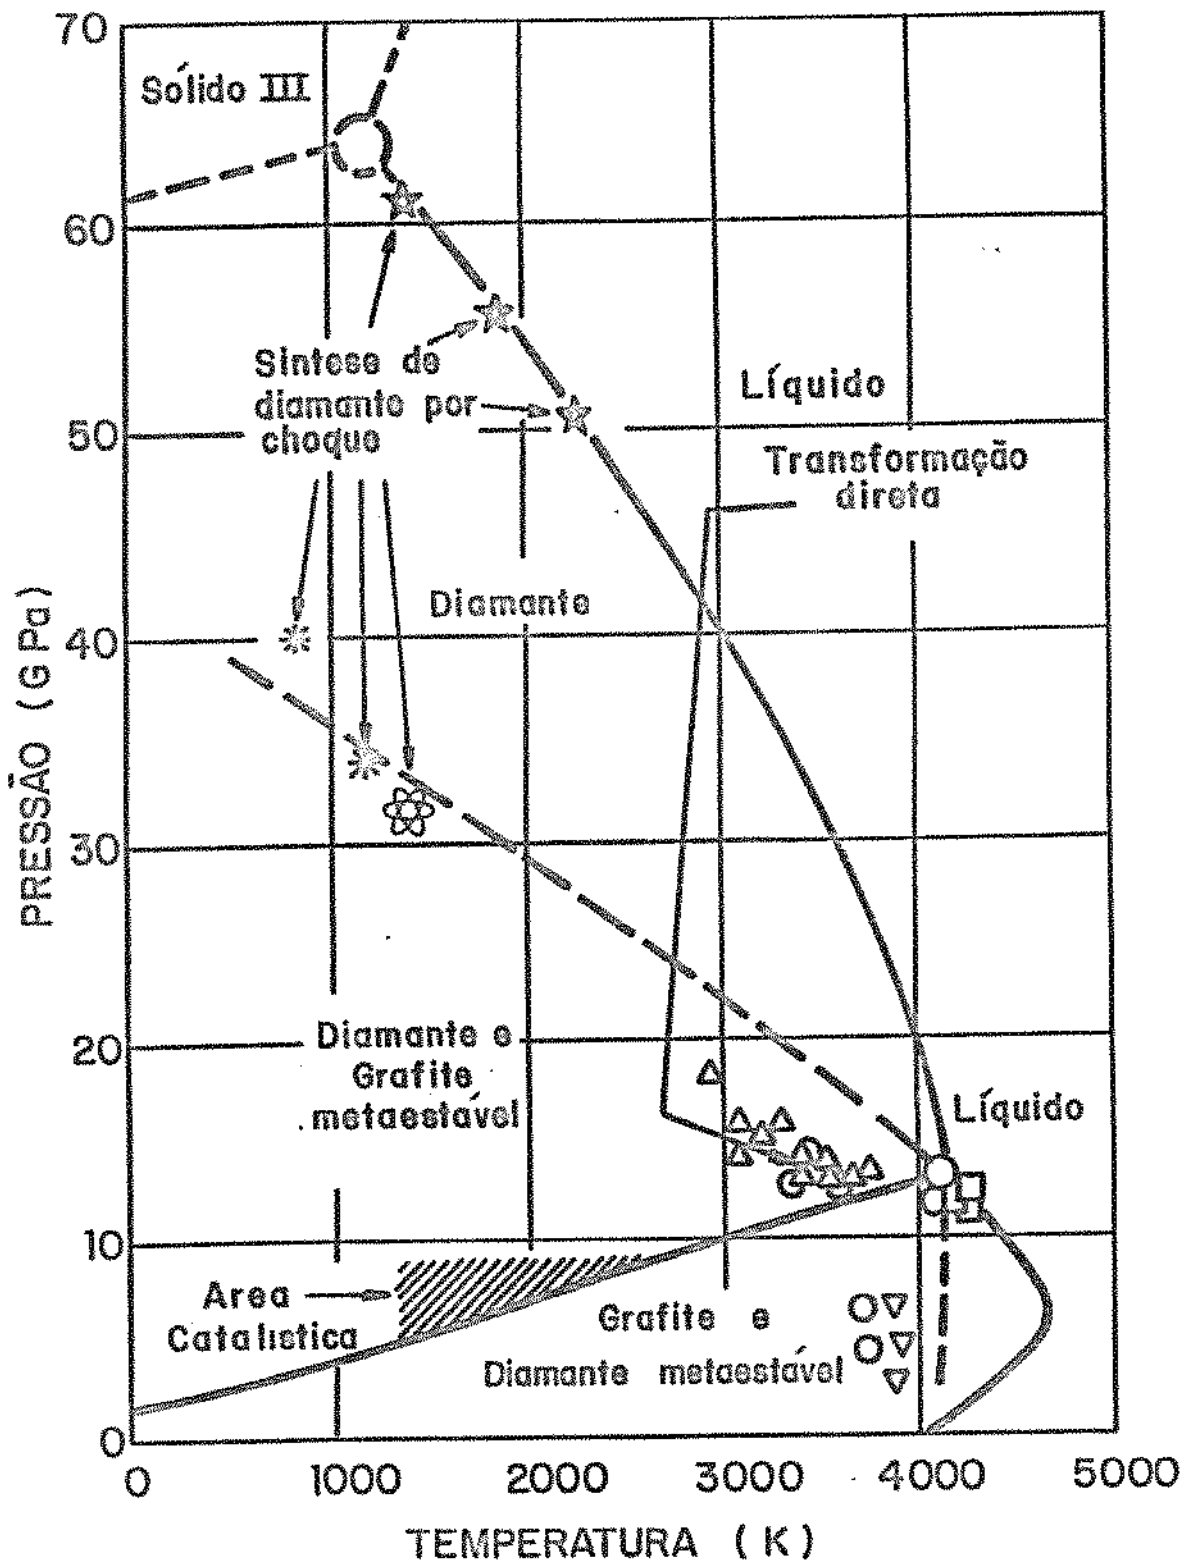 70
Sólido III
60
Síntese de
diamante por
choque
Líquido
50
Transformação
direta
Diamante
40
PRESSÃO (GPa)
30
Diamante e
Grafite
metaestável
20
Líquido
10
Area
Catalística
Grafite e
Diamante metaestável
0
0 1000 2000 3000 4000 5000
TEMPERATURA (K)